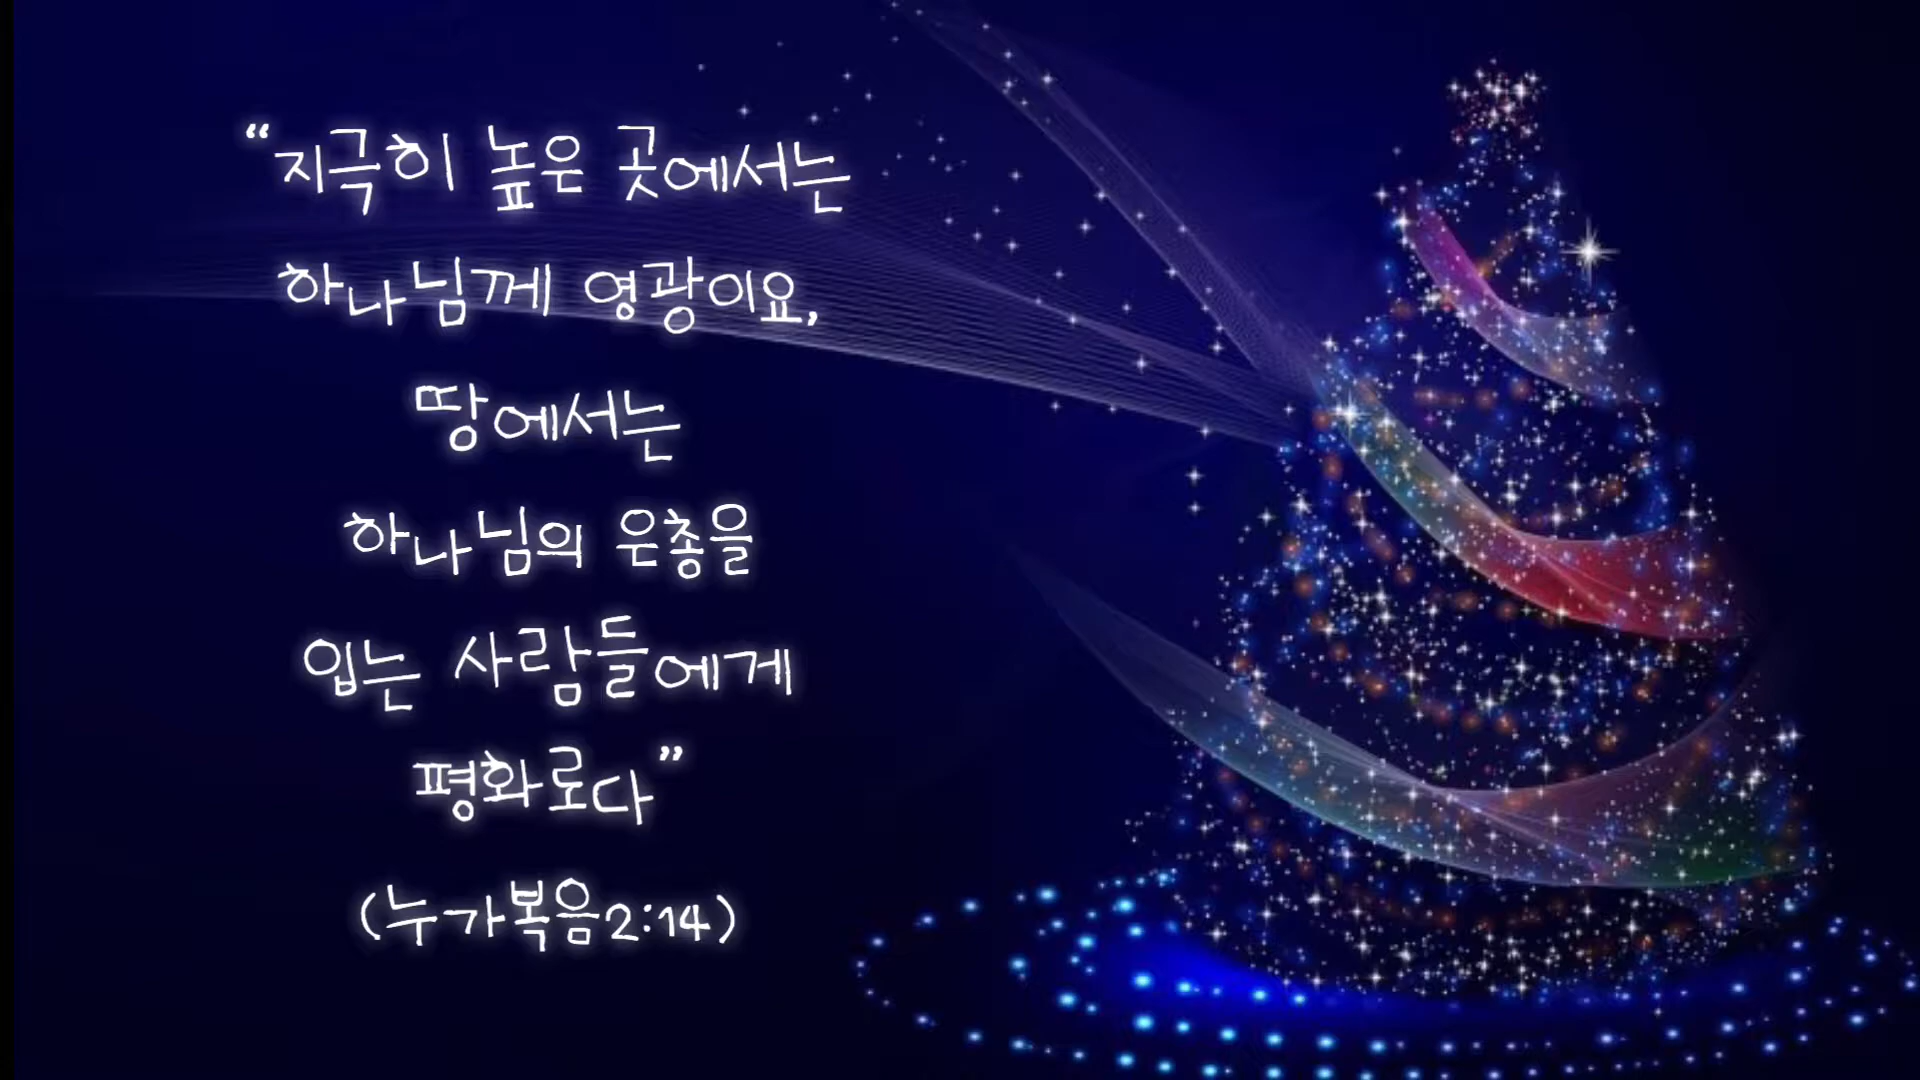 “지극히 높은 곳에서는
하나님께 영광이요,
땅에서는
하나님의 은총을
입는 사람들에게
평화로다”
(누가복음2:14)